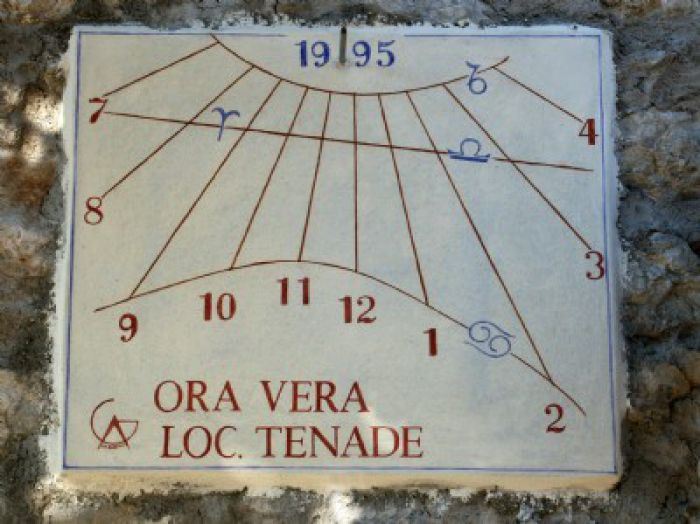 1995
♑
7 4
♈ ♎
8
3
9 10 11 12 1 ♋ 2
ORA VERA
LOC. TENADE